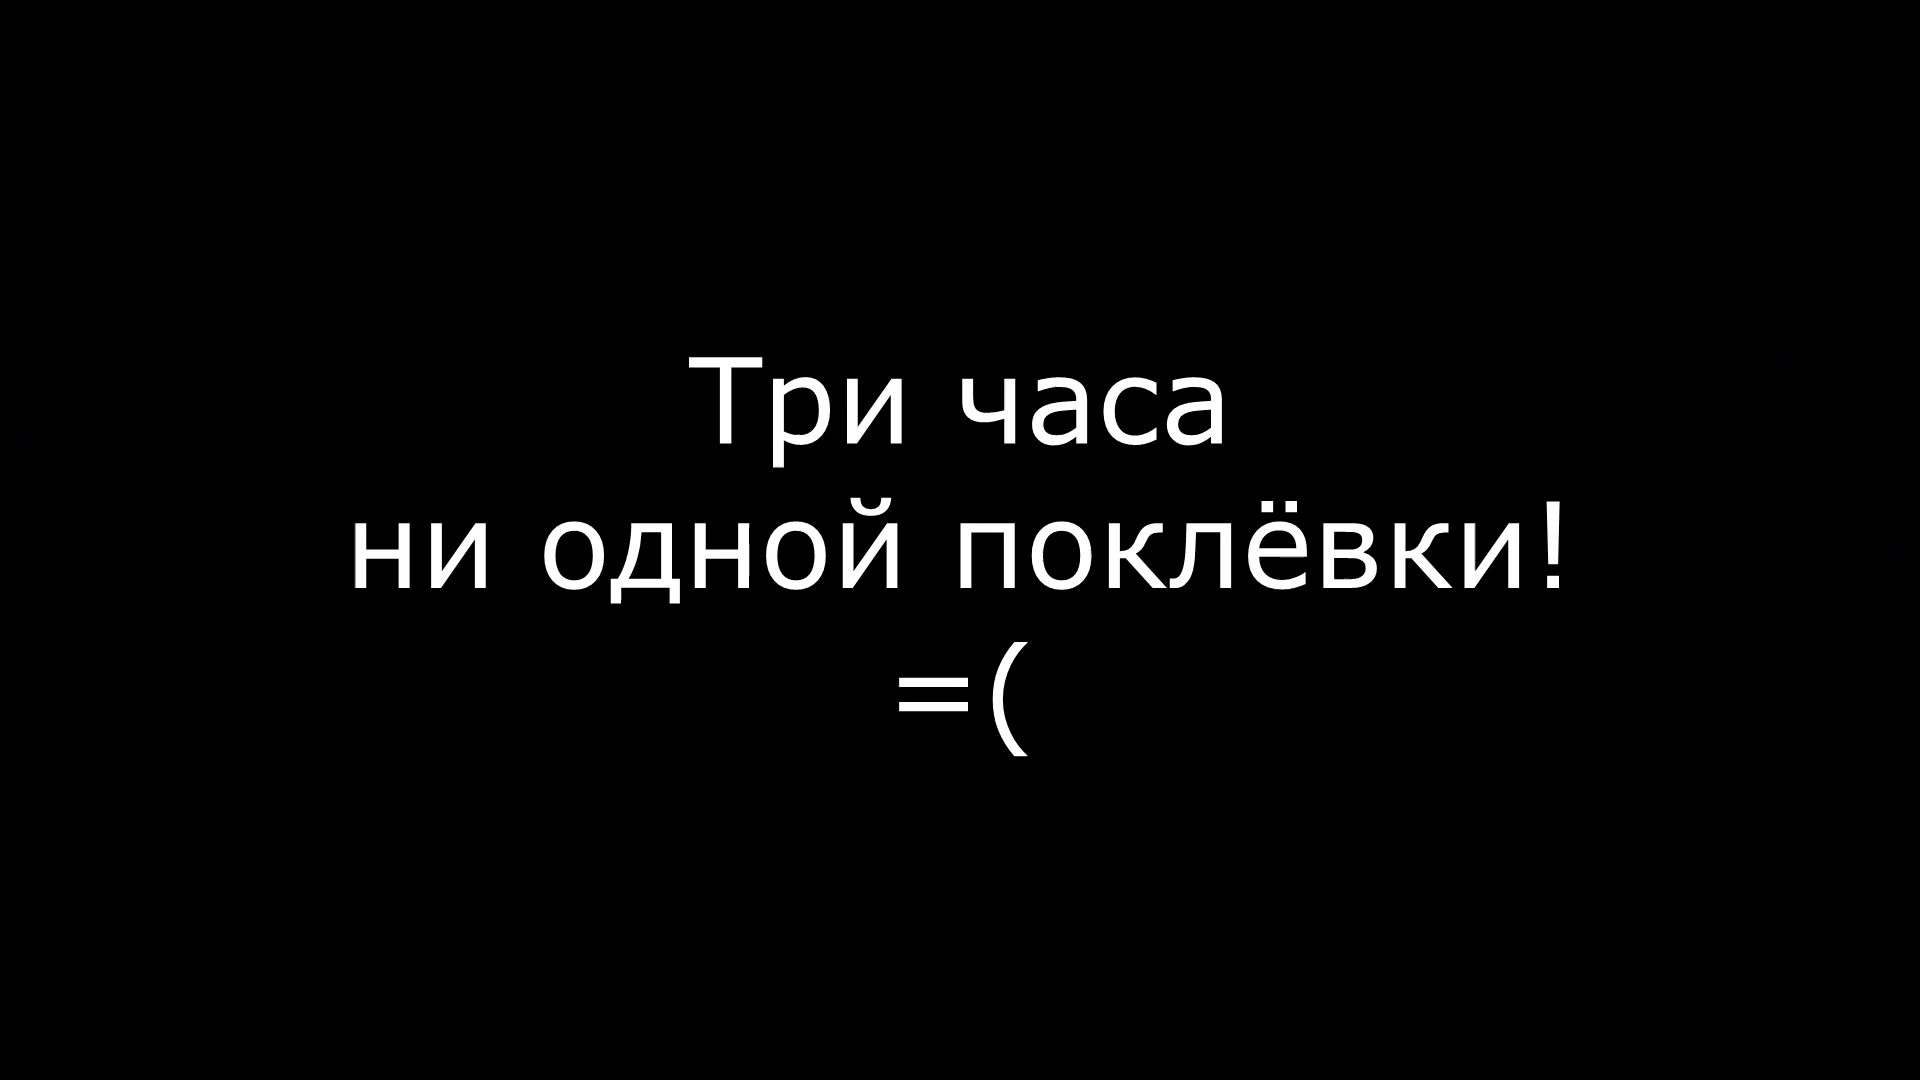 Три часа
ни одной поклёвки!
=(